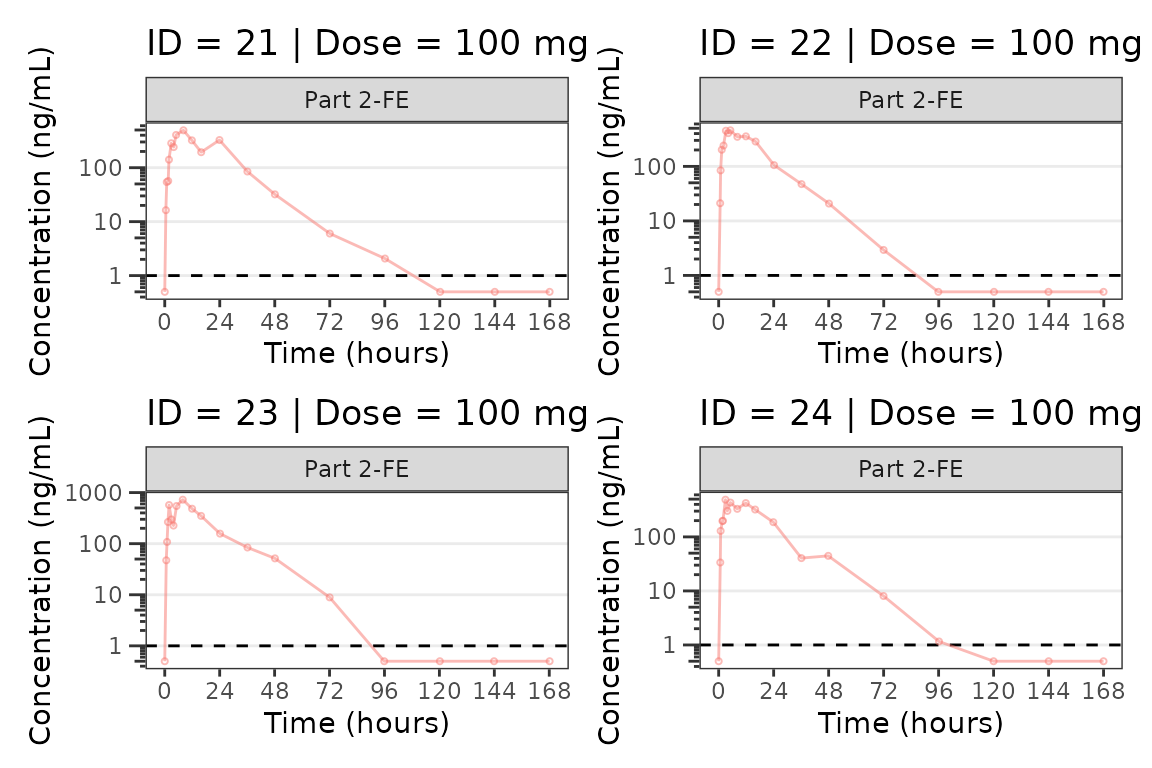 ID = 21 | Dose = 100 mg
Part 2-FE
Concentration (ng/mL)
100
10
1
0 24 48 72 96 120 144 168
Time (hours)
ID = 22 | Dose = 100 mg
Part 2-FE
Concentration (ng/mL)
100
10
1
0 24 48 72 96 120 144 168
Time (hours)
ID = 23 | Dose = 100 mg
Part 2-FE
Concentration (ng/mL)
1000
100
10
1
0 24 48 72 96 120 144 168
Time (hours)
ID = 24 | Dose = 100 mg
Part 2-FE
Concentration (ng/mL)
100
10
1
0 24 48 72 96 120 144 168
Time (hours)